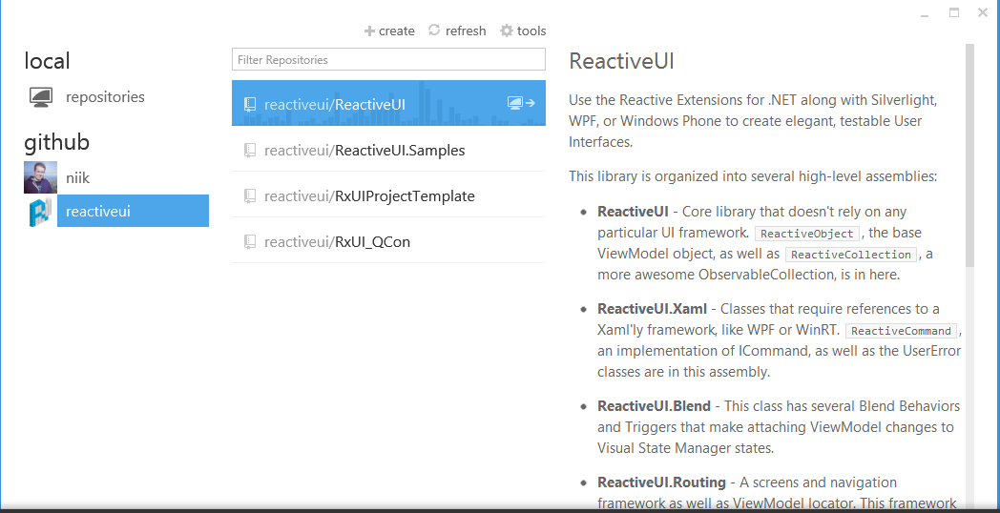 create refresh tools
local
repositories
github
niik
reactiveui
Filter Repositories
reactiveui/ReactiveUI
reactiveui/ReactiveUI.Samples
reactiveui/RxUIProjectTemplate
reactiveui/RxUI_QCon
ReactiveUI
Use the Reactive Extensions for .NET along with Silverlight,
WPF, or Windows Phone to create elegant, testable User
Interfaces.
This library is organized into several high-level assemblies:
• ReactiveUI - Core library that doesn't rely on any
particular UI framework. ReactiveObject, the base
ViewModel object, as well as ReactiveCollection, a
more awesome ObservableCollection, is in here.
• ReactiveUI.Xaml - Classes that require references to a
Xaml'ly framework, like WPF or WinRT. ReactiveCommand,
an implementation of ICommand, as well as the UserError
classes are in this assembly.
• ReactiveUI.Blend - This class has several Blend Behaviors
and Triggers that make attaching ViewModel changes to
Visual State Manager states.
• ReactiveUI.Routing - A screens and navigation
framework as well as ViewModel locator. This framework